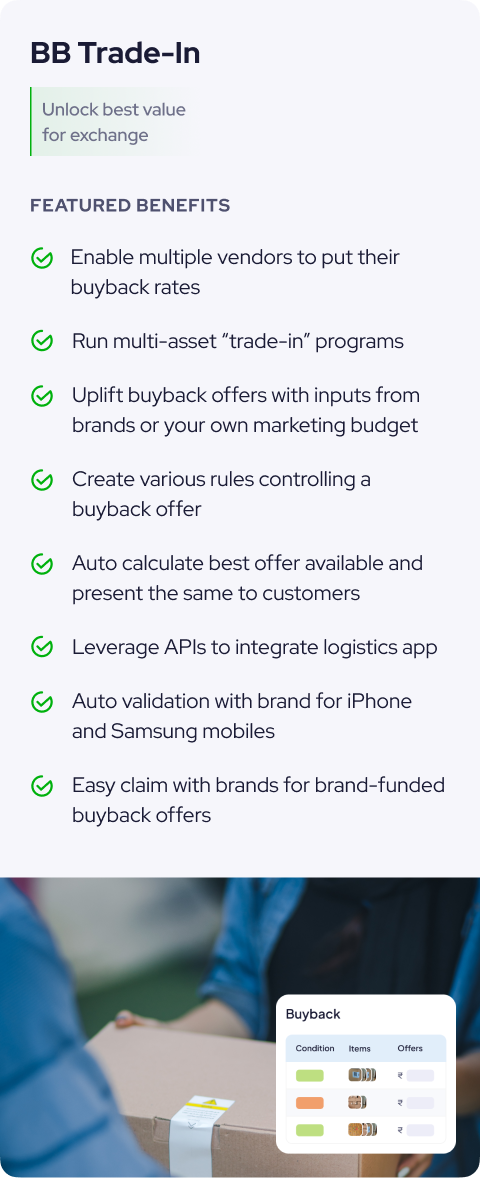 BB Trade-In
Unlock best value
for exchange
FEATURED BENEFITS
Enable multiple vendors to put their
buyback rates
Run multi-asset “trade-in” programs
Uplift buyback offers with inputs from
brands or your own marketing budget
Create various rules controlling a
buyback offer
Auto calculate best offer available and
present the same to customers
Leverage APIs to integrate logistics app
Auto validation with brand for iPhone
and Samsung mobiles
Easy claim with brands for brand-funded
buyback offers
Buyback
Condition Items Offers
₹
₹
₹